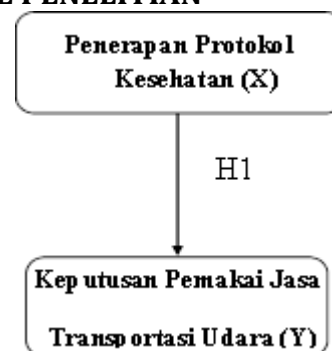 Penerapan Protokol
Kesehatan (X)
H1
Keputusan Pemakai Jasa
Transportasi Udara (Y)